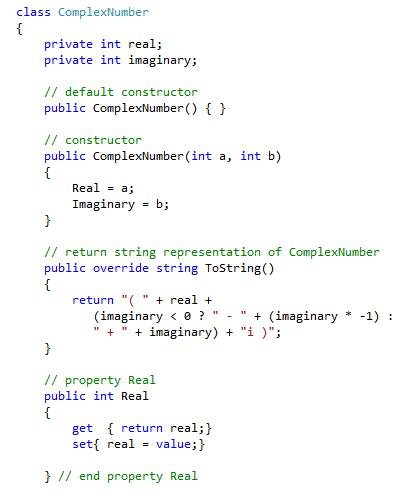 class ComplexNumber
{
    private int real;
    private int imaginary;

    // default constructor
    public ComplexNumber() { }

    // constructor
    public ComplexNumber(int a, int b)
    {
        Real = a;
        Imaginary = b;
    }

    // return string representation of ComplexNumber
    public override string ToString()
    {
        return "( " + real +
           (imaginary < 0 ? " - " + (imaginary * -1) :
           " + " + imaginary) + "i )";
    }

    // property Real
    public int Real
    {
        get  { return real;}
        set{ real = value;}

    } // end property Real